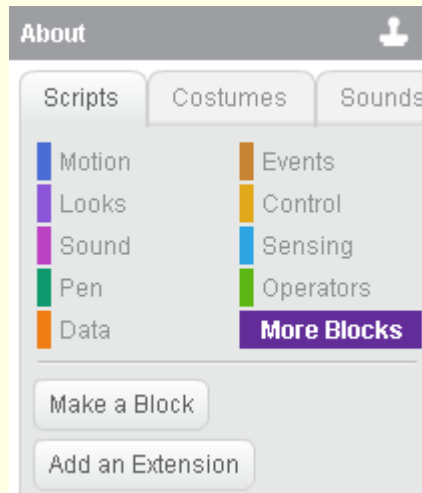 About
Scripts Costumes Sounds
Motion Events
Looks Control
Sound Sensing
Pen Operators
Data More Blocks
Make a Block
Add an Extension